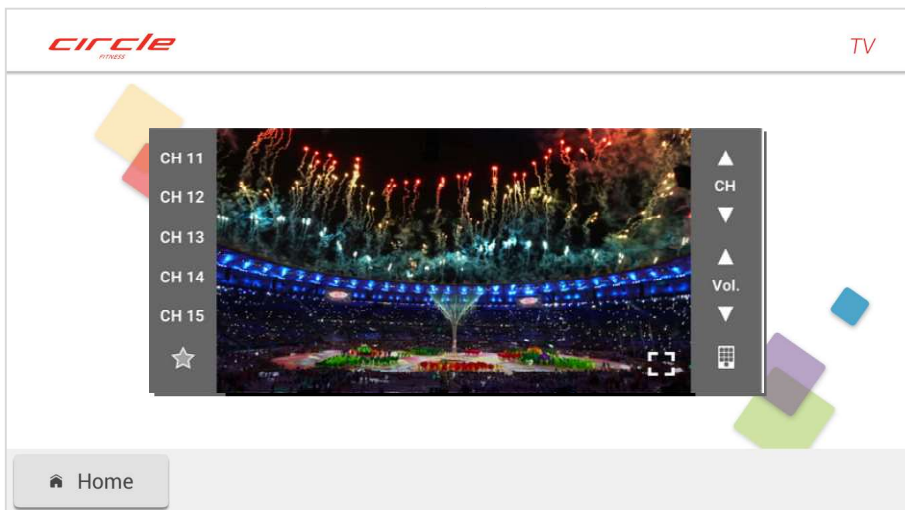 circle
FITNESS
TV
CH 11
CH 12
CH 13
CH 14
CH 15
CH
Vol.
Home